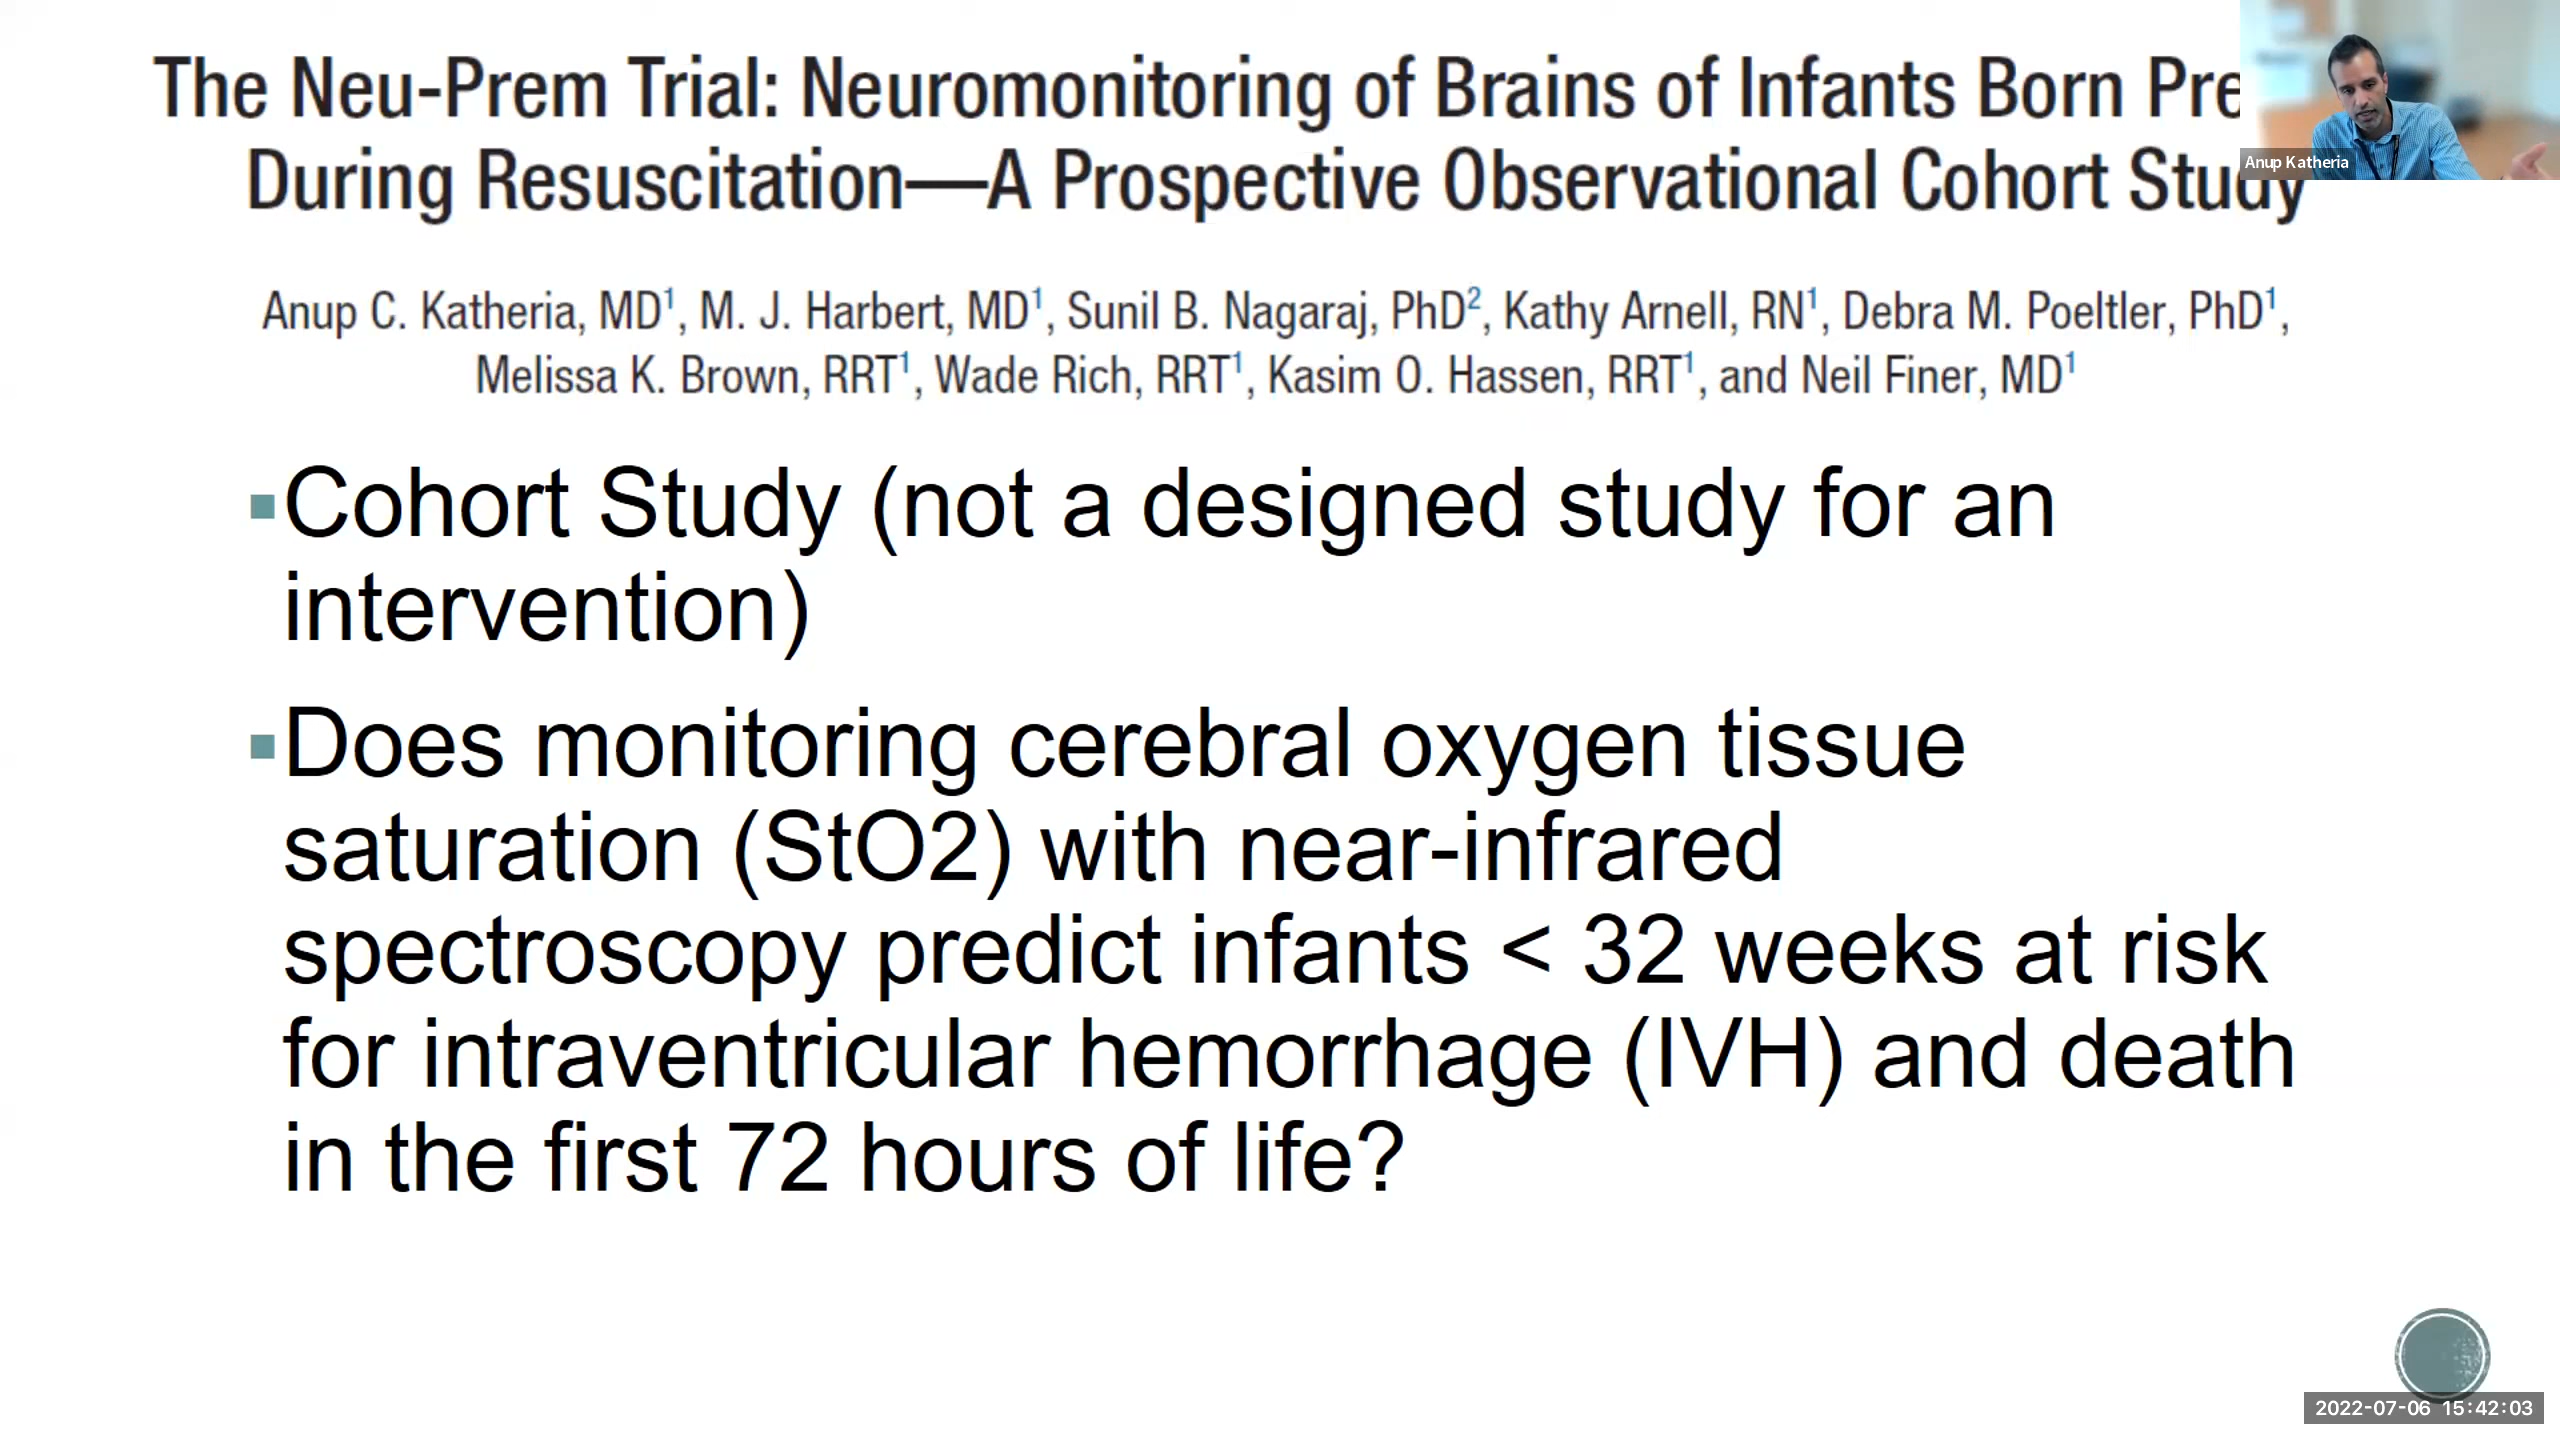 The Neu-Prem Trial: Neuromonitoring of Brains of Infants Born Pre
During Resuscitation—A Prospective Observational Cohort Study
Anup Katheria
Anup C. Katheria, MD1, M. J. Harbert, MD1, Sunil B. Nagaraj, PhD2, Kathy Arnell, RN1, Debra M. Poeltler, PhD1,
Melissa K. Brown, RRT1, Wade Rich, RRT1, Kasim O. Hassen, RRT1, and Neil Finer, MD1
▪Cohort Study (not a designed study for an
intervention)
▪Does monitoring cerebral oxygen tissue
saturation (StO2) with near-infrared
spectroscopy predict infants < 32 weeks at risk
for intraventricular hemorrhage (IVH) and death
in the first 72 hours of life?
2022-07-06 15:42:03